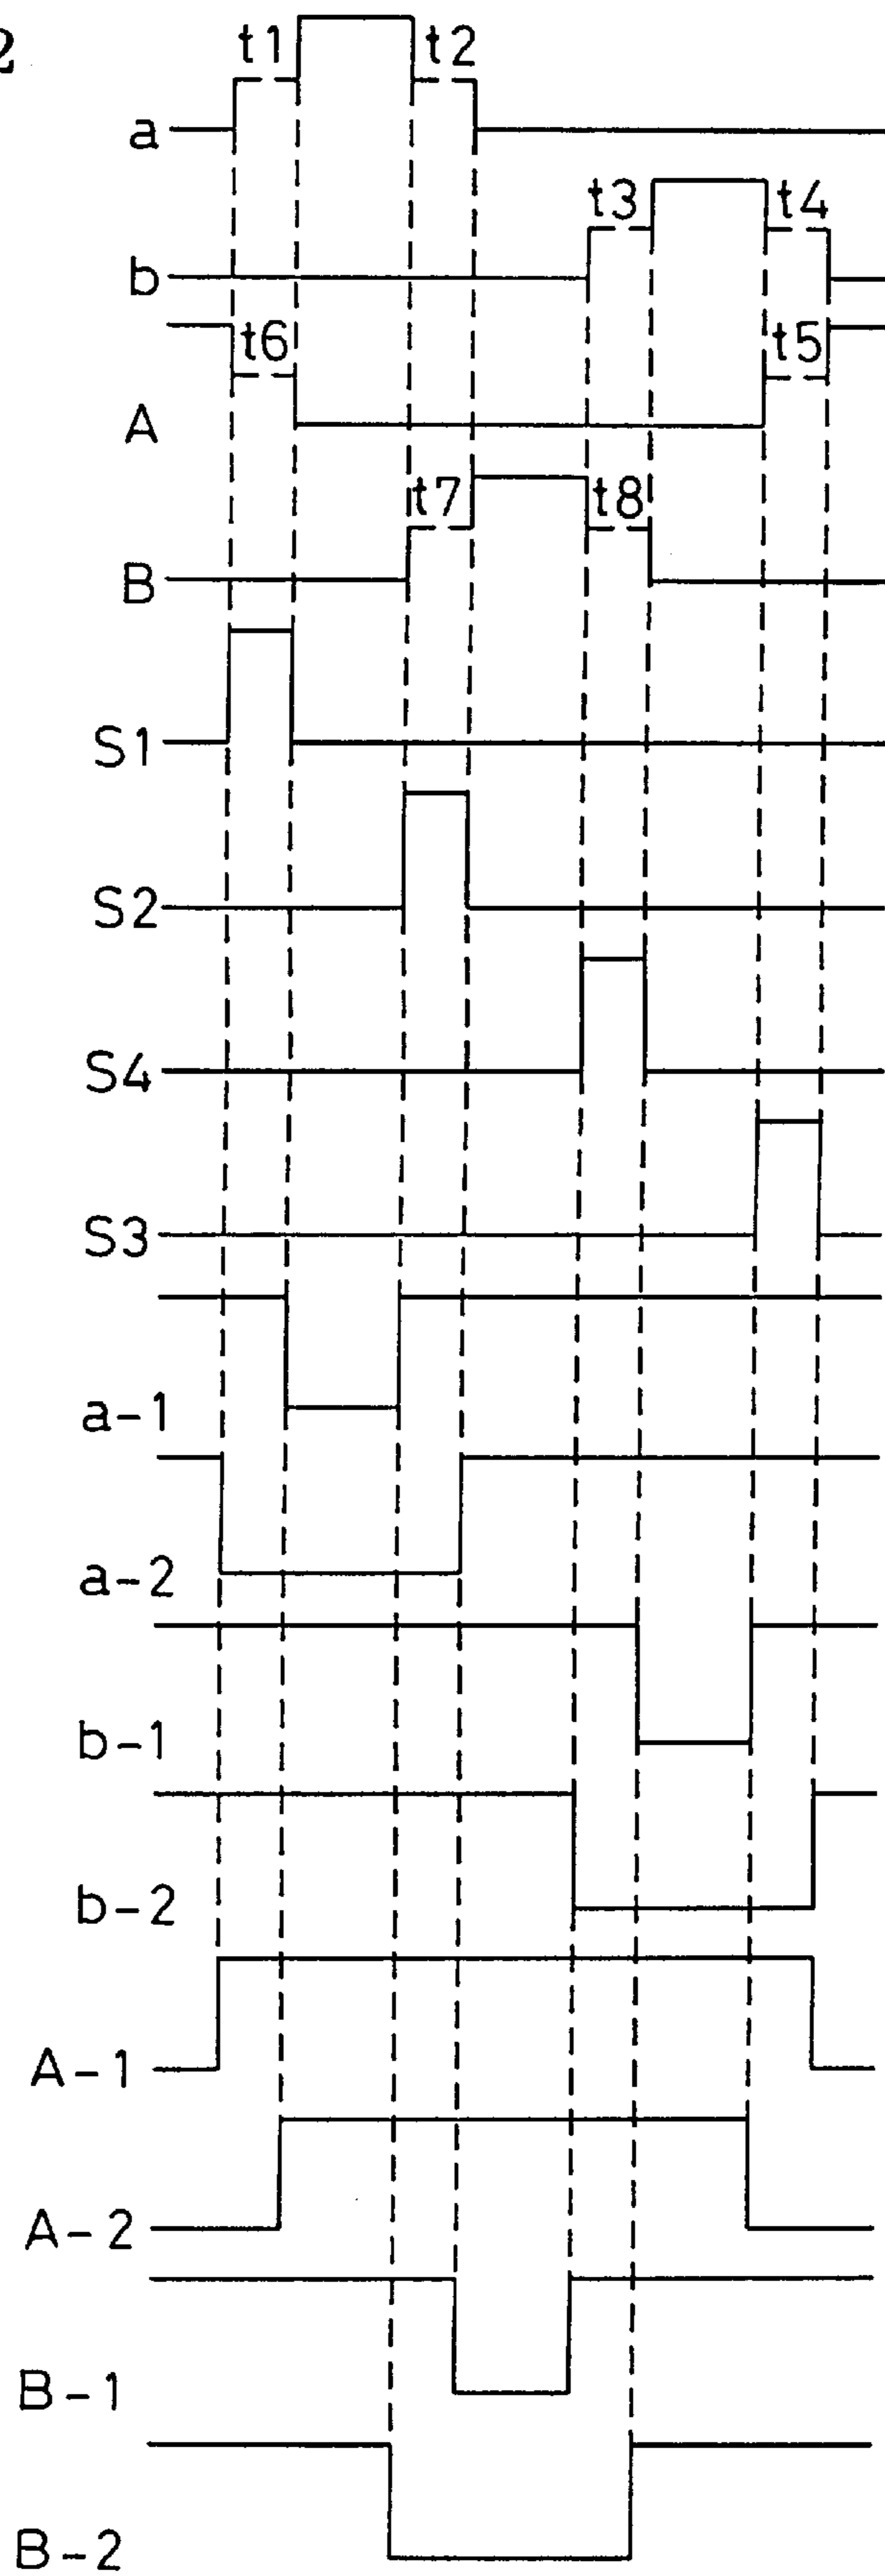 2
t1 t2
a
t3 t4
b
t6 t5
A
t7 t8
B
S1
S2
S4
S3
a-1
a-2
b-1
b-2
A-1
A-2
B-1
B-2